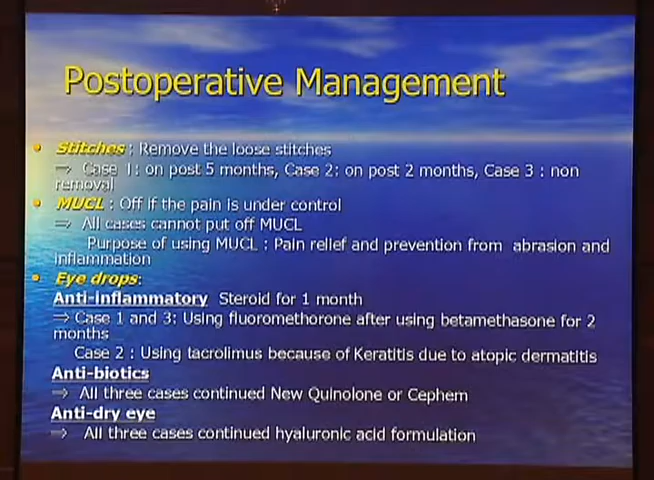 Postoperative Management
• Stitches : Remove the loose stitches
⇒ Case 1: on post 5 months, Case 2: on post 2 months, Case 3 : non
removal
• MUCL : Off if the pain is under control
⇒ All cases cannot put off MUCL
Purpose of using MUCL : Pain relief and prevention from abrasion and
inflammation
• Eye drops:
Anti-inflammatory Steroid for 1 month
⇒ Case 1 and 3: Using fluoromethorone after using betamethasone for 2
months
Case 2 : Using tacrolimus because of Keratitis due to atopic dermatitis
Anti-biotics
⇒ All three cases continued New Quinolone or Cephem
Anti-dry eye
⇒ All three cases continued hyaluronic acid formulation